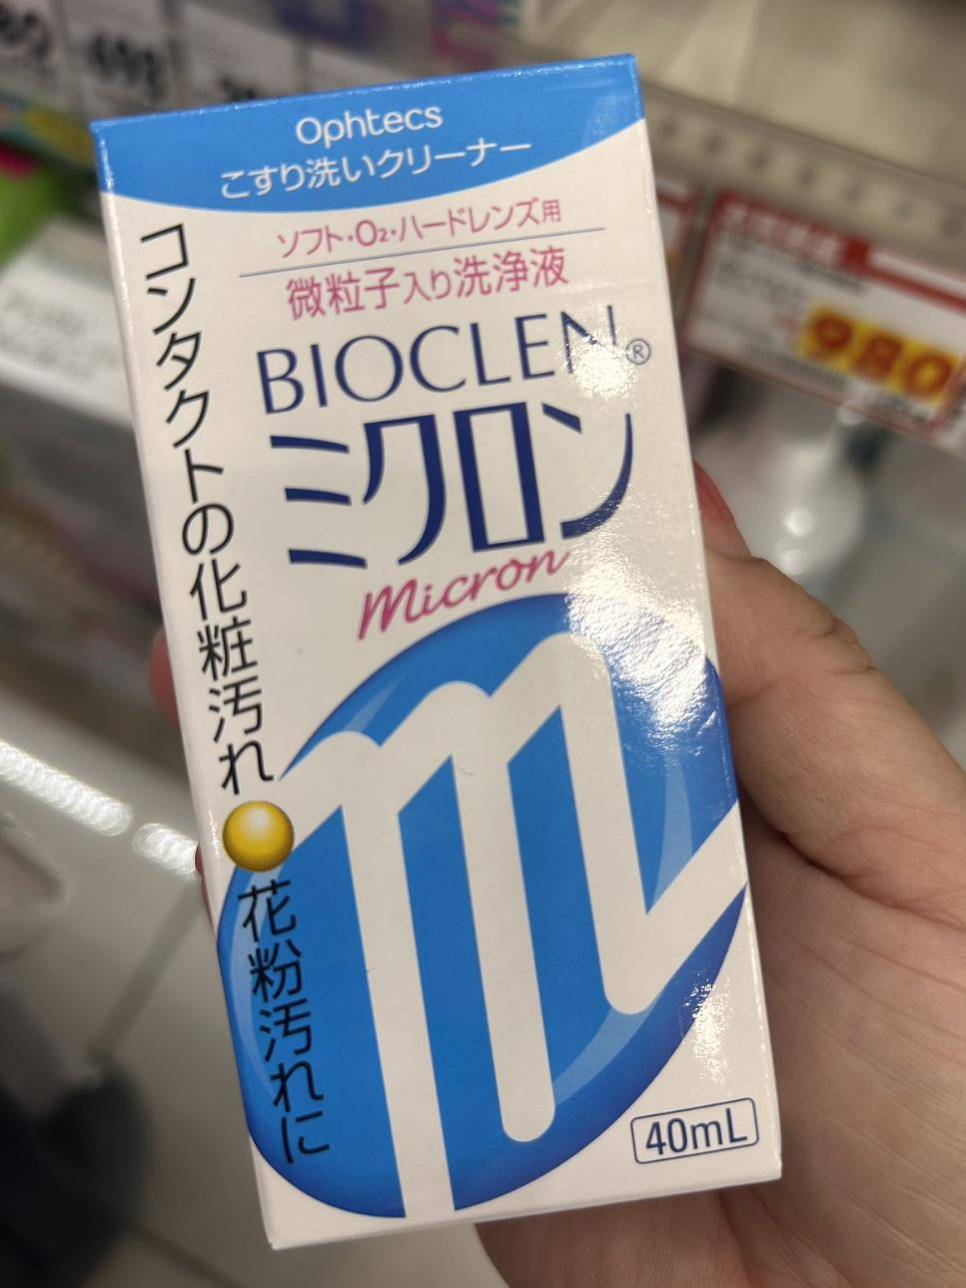 Ophtecs
こすり洗いクリーナー
ソフト・O₂・ハードレンズ用
微粒子入り洗浄液
BIOCLEN®
ミクロン
Micron
コンタクトの化粧汚れ
花粉汚れに
m
40mL
980